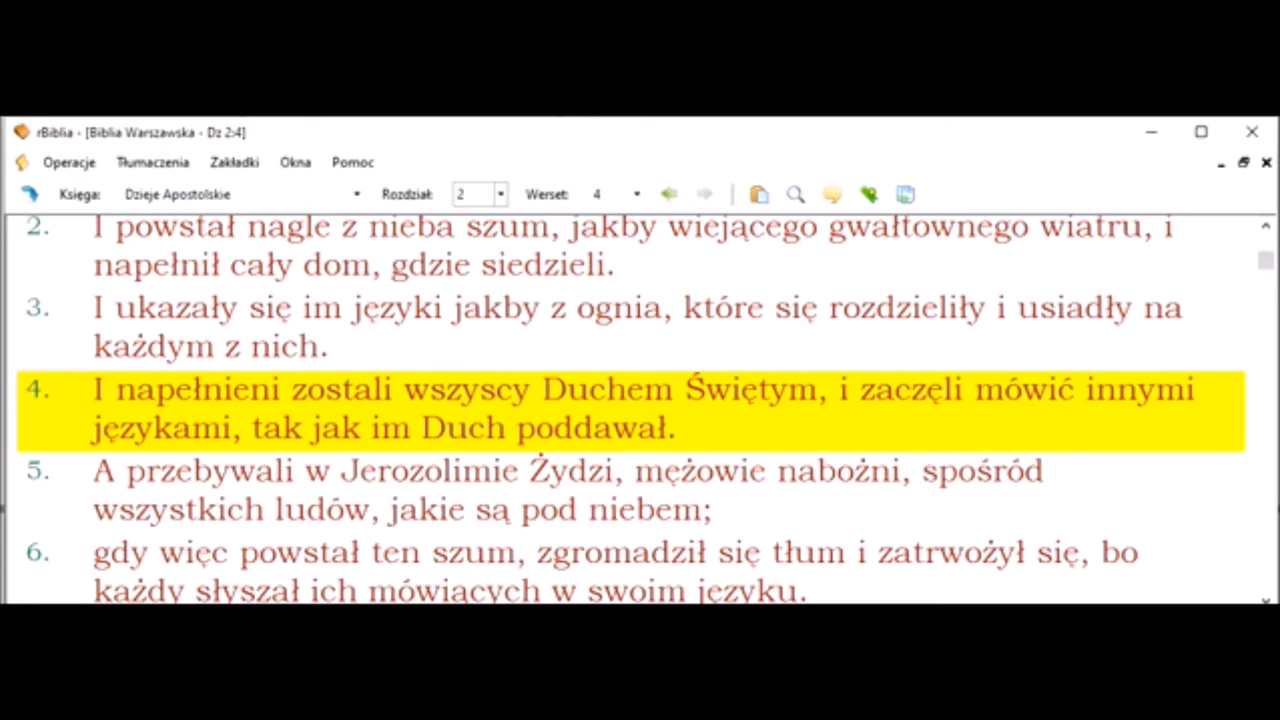 rBiblia - [Biblia Warszawska - Dz 2:4]
Operacje Tłumaczenia Zakładki Okna Pomoc
Księga: Dzieje Apostolskie Rozdział: 2 Werset: 4
2. I powstał nagle z nieba szum, jakby wiejącego gwałtownego wiatru, i
napełnił cały dom, gdzie siedzieli.
3. I ukazały się im języki jakby z ognia, które się rozdzieliły i usiadły na
każdym z nich.
4. I napełnieni zostali wszyscy Duchem Świętym, i zaczęli mówić innymi
językami, tak jak im Duch poddawał.
5. A przebywali w Jerozolimie Żydzi, mężowie nabożni, spośród
wszystkich ludów, jakie są pod niebem;
6. gdy więc powstał ten szum, zgromadził się tłum i zatrwożył się, bo
każdy słyszał ich mówiących w swoim języku.